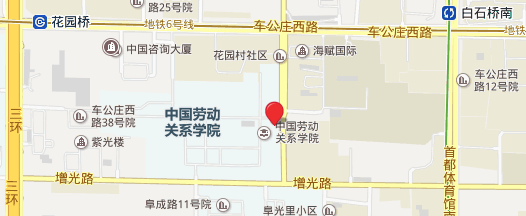 路25号院
花园桥
地铁6号线
车公庄西路
车公庄西路
白石桥南
地铁
中国咨询大厦
花园村社区
海赋国际
车公庄西
路38号院
紫光楼
中国劳动
关系学院
中国劳动
关系学院
车公庄西
路12号院
三环
三环
增光路
增光路
首都体育馆南
阜成路11号院
阜光里小区